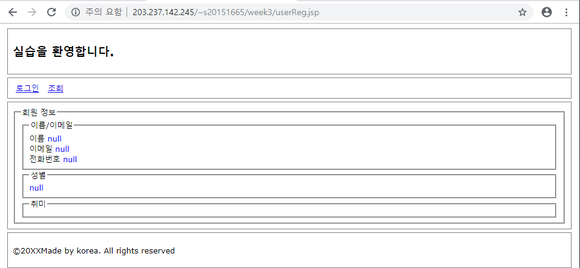 주의 요함 | 203.237.142.245/~s20151665/week3/userReg.jsp
실습을 환영합니다.
로그인 조회
회원 정보
이름/이메일
이름 null
이메일 null
전화번호 null
성별
null
취미
©20XXMade by korea. All rights reserved